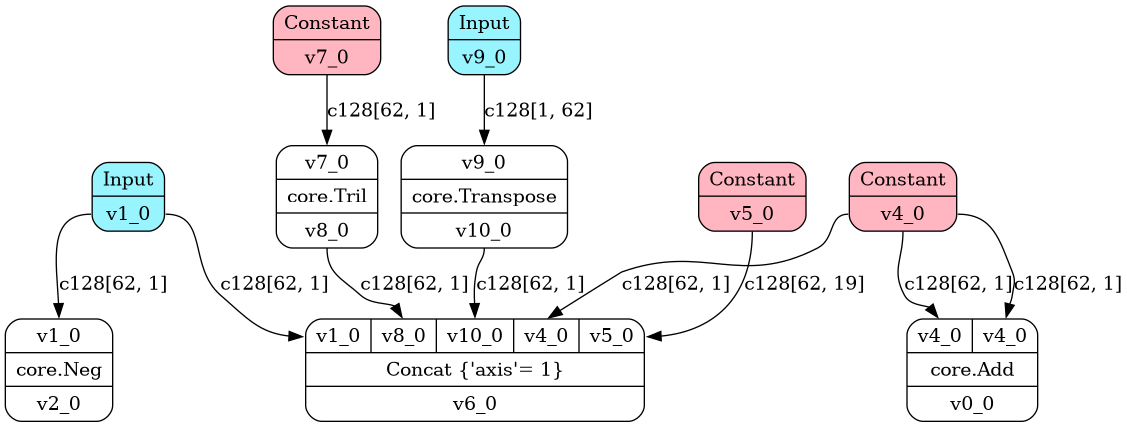 Constant
v7_0
Input
v9_0
c128[62, 1]
c128[1, 62]
Input
v1_0
v7_0
core.Tril
v8_0
v9_0
core.Transpose
v10_0
Constant
v5_0
Constant
v4_0
c128[62, 1]
c128[62, 1]
c128[62, 1]
c128[62, 1]
c128[62, 1]
c128[62, 19]
c128[62, 1]
c128[62, 1]
v1_0
core.Neg
v2_0
v1_0 v8_0 v10_0 v4_0 v5_0
Concat {'axis'= 1}
v6_0
v4_0 v4_0
core.Add
v0_0